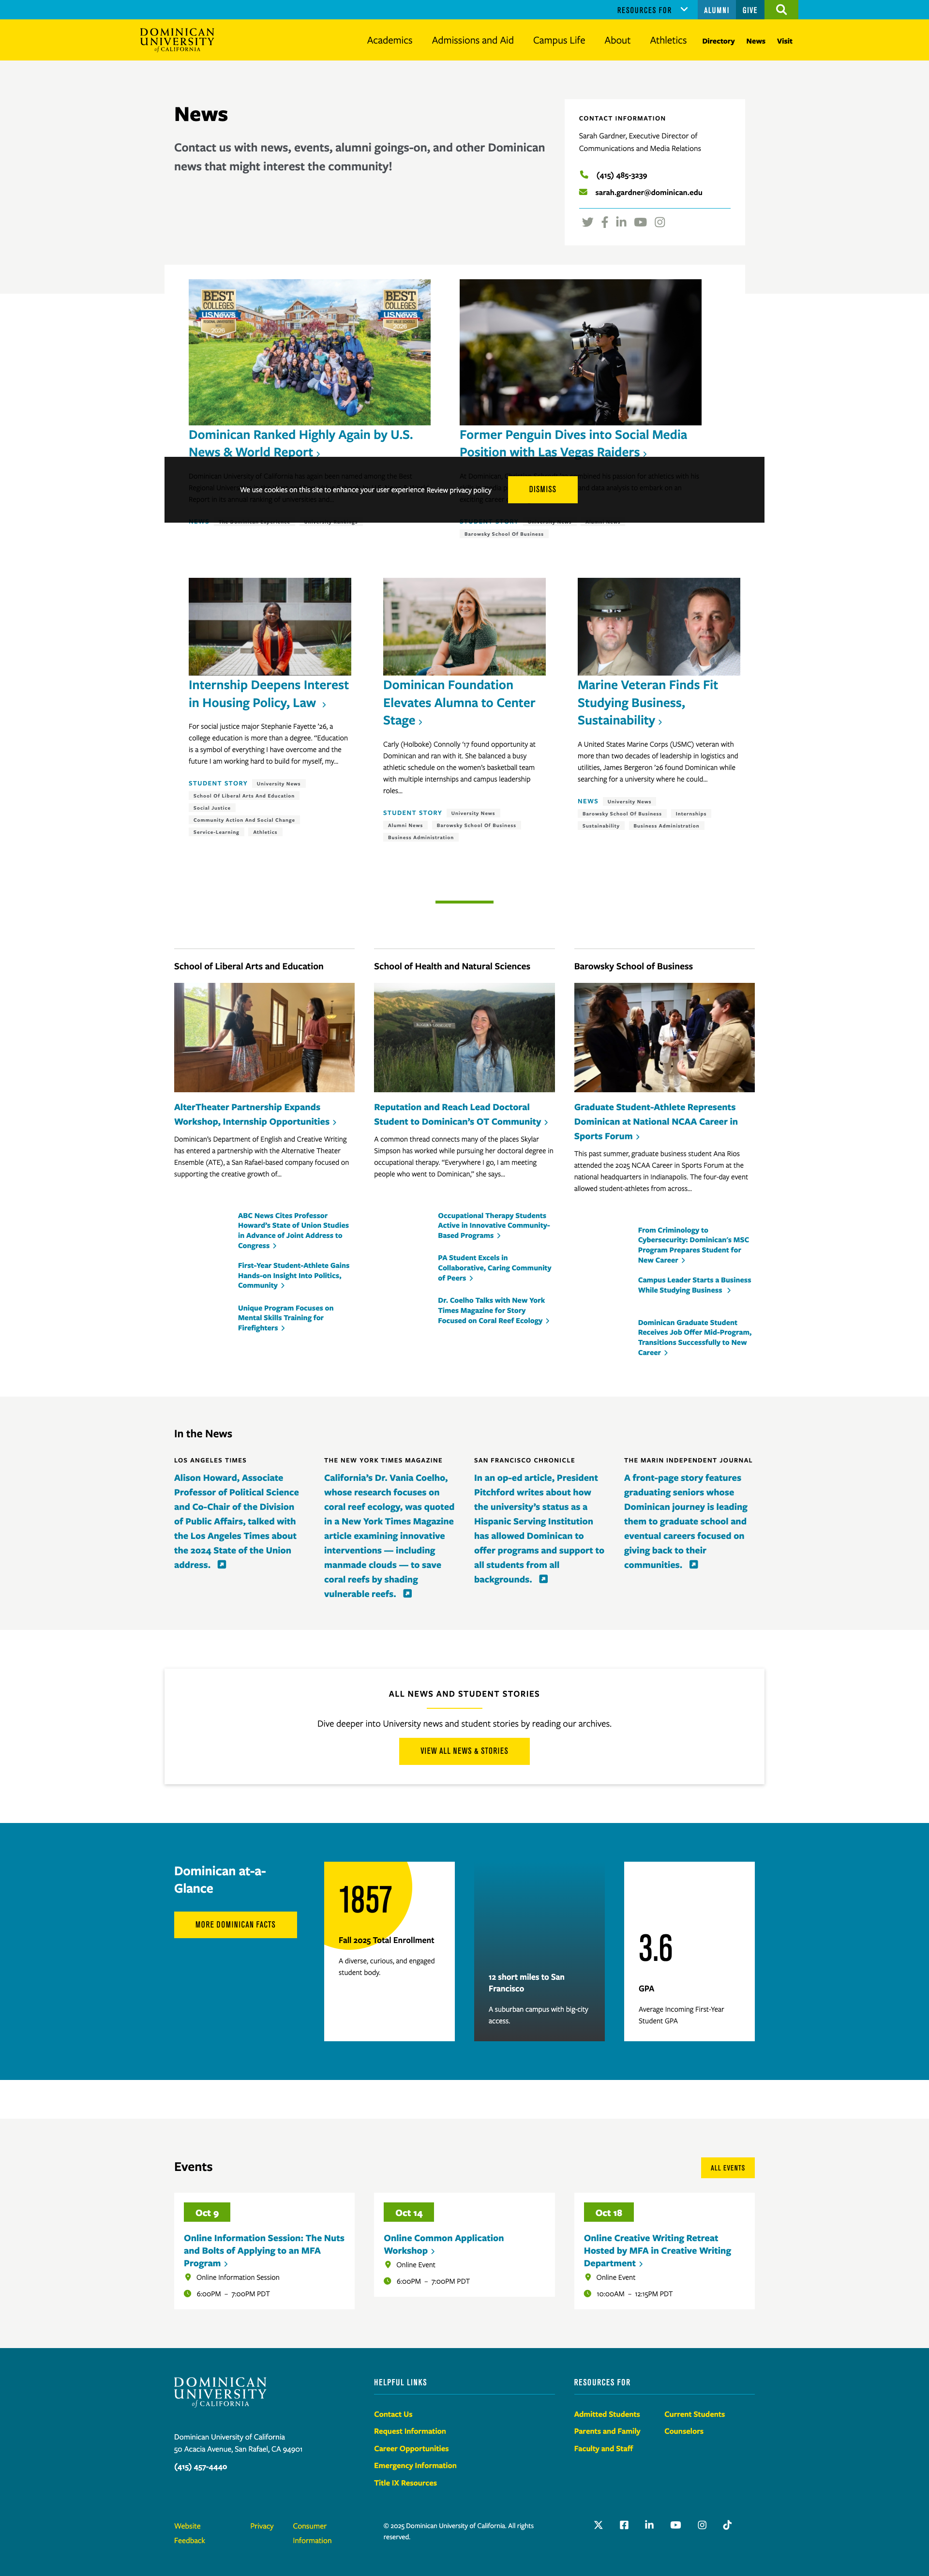 RESOURCES FOR
ALUMNI
GIVE
DOMINICAN
UNIVERSITY
of CALIFORNIA
Academics
Admissions and Aid
Campus Life
About
Athletics
Directory
News
Visit
News
Contact us with news, events, alumni goings-on, and other Dominican
news that might interest the community!
CONTACT INFORMATION
Sarah Gardner, Executive Director of
Communications and Media Relations
(415) 485-3239
sarah.gardner@dominican.edu
BEST
COLLEGES
U.S.News
2026
BEST
COLLEGES
U.S.News
2026
Dominican Ranked Highly Again by U.S.
News & World Report
Former Penguin Dives into Social Media
Position with Las Vegas Raiders
We use cookies on this site to enhance your user experience Review privacy policy
DISMISS
Barowsky School Of Business
Internship Deepens Interest
in Housing Policy, Law
For social justice major Stephanie Fayette '26, a
college education is more than a degree. "Education
is a symbol of everything I have overcome and the
future I am working hard to build for myself, my...
STUDENT STORY University News
School Of Liberal Arts And Education
Social Justice
Community Action And Social Change
Service-Learning Athletics
Dominican Foundation
Elevates Alumna to Center
Stage
Carly (Holboke) Connolly '17 found opportunity at
Dominican and ran with it. She balanced a busy
athletic schedule on the women's basketball team
with multiple internships and campus leadership
roles...
STUDENT STORY University News
Alumni News Barowsky School Of Business
Business Administration
Marine Veteran Finds Fit
Studying Business,
Sustainability
A United States Marine Corps (USMC) veteran with
more than two decades of leadership in logistics and
utilities, James Bergeron '26 found Dominican while
searching for a university where he could...
NEWS University News
Barowsky School Of Business Internships
Sustainability Business Administration
School of Liberal Arts and Education
AlterTheater Partnership Expands
Workshop, Internship Opportunities
Dominican's Department of English and Creative Writing
has entered a partnership with the Alternative Theater
Ensemble (ATE), a San Rafael-based company focused on
supporting the creative growth of...
ABC News Cites Professor
Howard's State of Union Studies
in Advance of Joint Address to
Congress
First-Year Student-Athlete Gains
Hands-on Insight Into Politics,
Community
Unique Program Focuses on
Mental Skills Training for
Firefighters
School of Health and Natural Sciences
Reputation and Reach Lead Doctoral
Student to Dominican's OT Community
A common thread connects many of the places Skylar
Simpson has worked while pursuing her doctoral degree in
occupational therapy. "Everywhere I go, I am meeting
people who went to Dominican," she says...
Occupational Therapy Students
Active in Innovative Community-
Based Programs
PA Student Excels in
Collaborative, Caring Community
of Peers
Dr. Coelho Talks with New York
Times Magazine for Story
Focused on Coral Reef Ecology
Barowsky School of Business
Graduate Student-Athlete Represents
Dominican at National NCAA Career in
Sports Forum
This past summer, graduate business student Ana Rios
attended the 2025 NCAA Career in Sports Forum at the
national headquarters in Indianapolis. The four-day event
allowed student-athletes from across...
From Criminology to
Cybersecurity: Dominican's MSC
Program Prepares Student for
New Career
Campus Leader Starts a Business
While Studying Business
Dominican Graduate Student
Receives Job Offer Mid-Program,
Transitions Successfully to New
Career
In the News
LOS ANGELES TIMES
Alison Howard, Associate
Professor of Political Science
and Co-Chair of the Division
of Public Affairs, talked with
the Los Angeles Times about
the 2024 State of the Union
address.
THE NEW YORK TIMES MAGAZINE
California's Dr. Vania Coelho,
whose research focuses on
coral reef ecology, was quoted
in a New York Times Magazine
article examining innovative
interventions — including
manmade clouds — to save
coral reefs by shading
vulnerable reefs.
SAN FRANCISCO CHRONICLE
In an op-ed article, President
Pitchford writes about how
the university's status as a
Hispanic Serving Institution
has allowed Dominican to
offer programs and support to
all students from all
backgrounds.
THE MARIN INDEPENDENT JOURNAL
A front-page story features
graduating seniors whose
Dominican journey is leading
them to graduate school and
eventual careers focused on
giving back to their
communities.
ALL NEWS AND STUDENT STORIES
Dive deeper into University news and student stories by reading our archives.
VIEW ALL NEWS & STORIES
Dominican at-a-
Glance
MORE DOMINICAN FACTS
1857
Fall 2025 Total Enrollment
A diverse, curious, and engaged
student body.
12 short miles to San
Francisco
A suburban campus with big-city
access.
3.6
GPA
Average Incoming First-Year
Student GPA
Events
ALL EVENTS
Oct 9
Online Information Session: The Nuts
and Bolts of Applying to an MFA
Program
Online Information Session
6:00PM – 7:00PM PDT
Oct 14
Online Common Application
Workshop
Online Event
6:00PM – 7:00PM PDT
Oct 18
Online Creative Writing Retreat
Hosted by MFA in Creative Writing
Department
Online Event
10:00AM – 12:15PM PDT
DOMINICAN
UNIVERSITY
of CALIFORNIA
Dominican University of California
50 Acacia Avenue, San Rafael, CA 94901
(415) 457-4440
HELPFUL LINKS
Contact Us
Request Information
Career Opportunities
Emergency Information
Title IX Resources
RESOURCES FOR
Admitted Students
Current Students
Parents and Family
Counselors
Faculty and Staff
Website
Feedback
Privacy
Consumer
Information
© 2025 Dominican University of California. All rights
reserved.